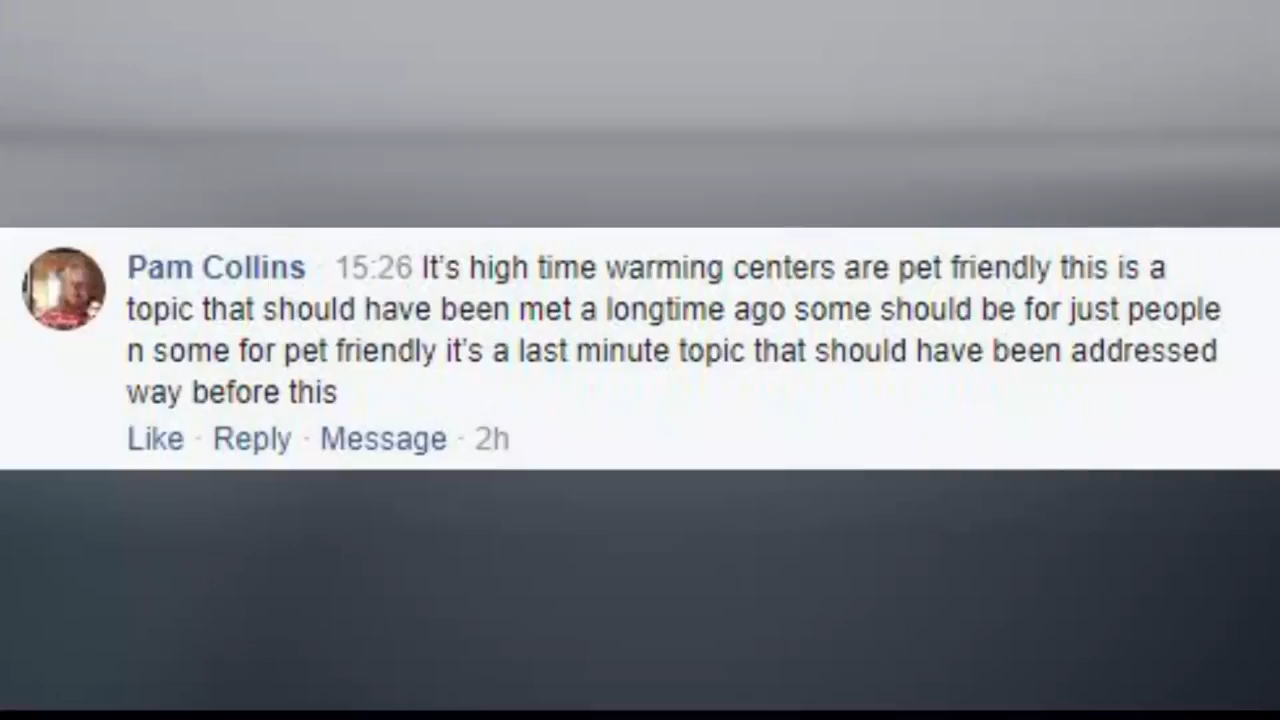 Pam Collins · 15:26 It's high time warming centers are pet friendly this is a
topic that should have been met a longtime ago some should be for just people
n some for pet friendly it's a last minute topic that should have been addressed
way before this
Like · Reply · Message · 2h